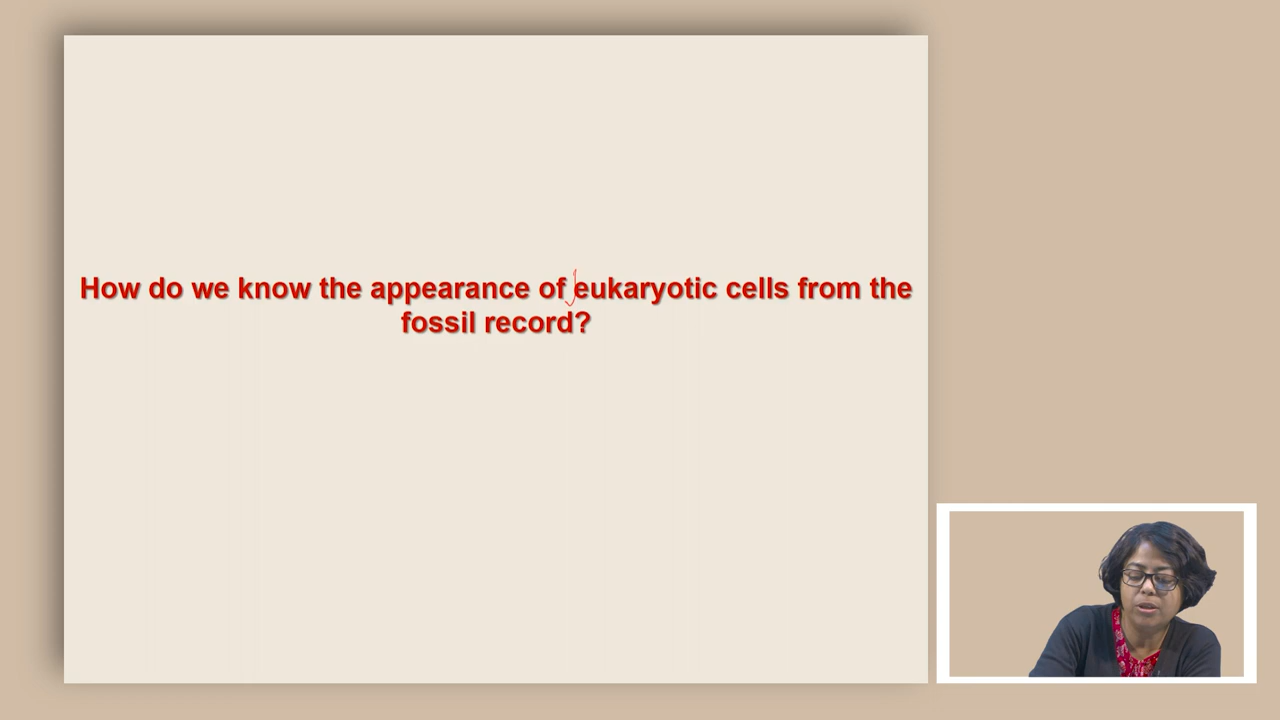 How do we know the appearance of eukaryotic cells from the
fossil record?